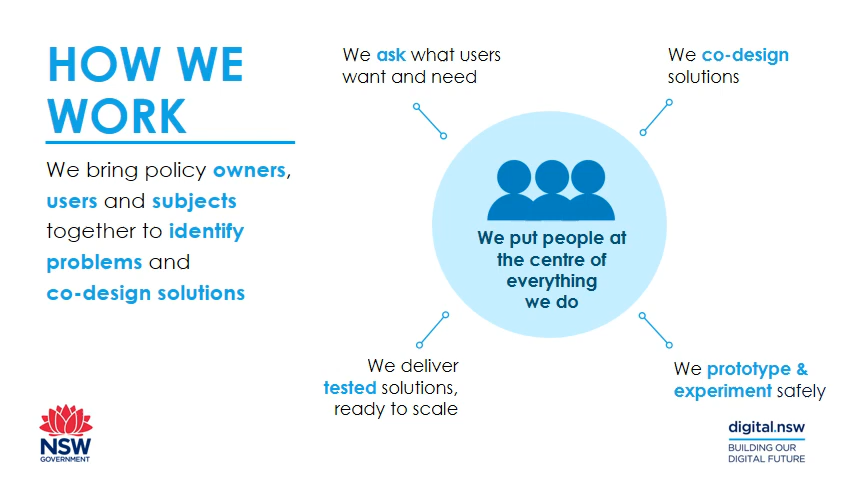 HOW WE
WORK
We bring policy owners,
users and subjects
together to identify
problems and
co-design solutions
We ask what users
want and need
We co-design
solutions
We put people at
the centre of
everything
we do
We deliver
tested solutions,
ready to scale
We prototype &
experiment safely
NSW
GOVERNMENT
digital.nsw
BUILDING OUR
DIGITAL FUTURE